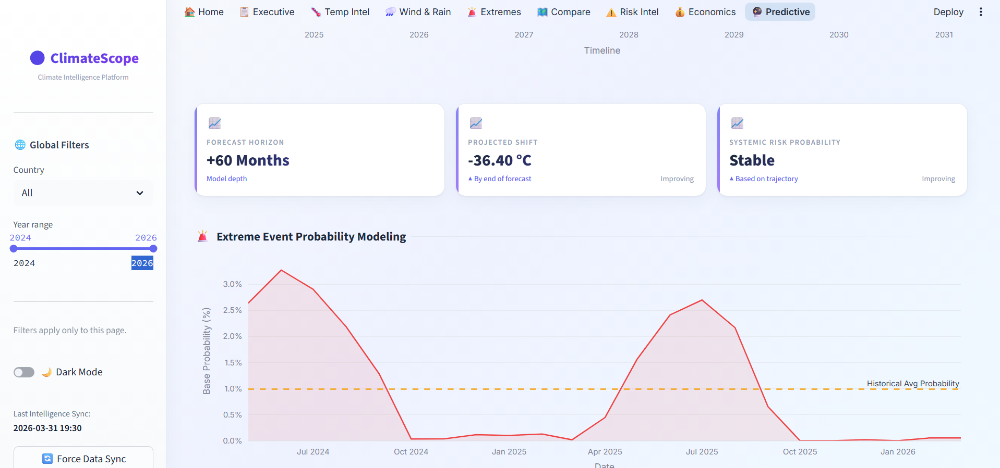 Home Executive Temp Intel Wind & Rain Extremes Compare Risk Intel Economics Predictive Deploy
ClimateScope
Climate Intelligence Platform
Global Filters
Country
All
Year range
2024 2026
2024 2026
Filters apply only to this page.
Dark Mode
Last Intelligence Sync:
2026-03-31 19:30
Force Data Sync
2025 2026 2027 2028 2029 2030 2031
Timeline
FORECAST HORIZON
+60 Months
Model depth
PROJECTED SHIFT
-36.40 °C
▲ By end of forecast Improving
SYSTEMIC RISK PROBABILITY
Stable
▲ Based on trajectory Improving
Extreme Event Probability Modeling
Base Probability (%)
3.0%
2.5%
2.0%
1.5%
1.0%
0.5%
0.0%
Historical Avg Probability
Jul 2024 Oct 2024 Jan 2025 Apr 2025 Jul 2025 Oct 2025 Jan 2026
Date